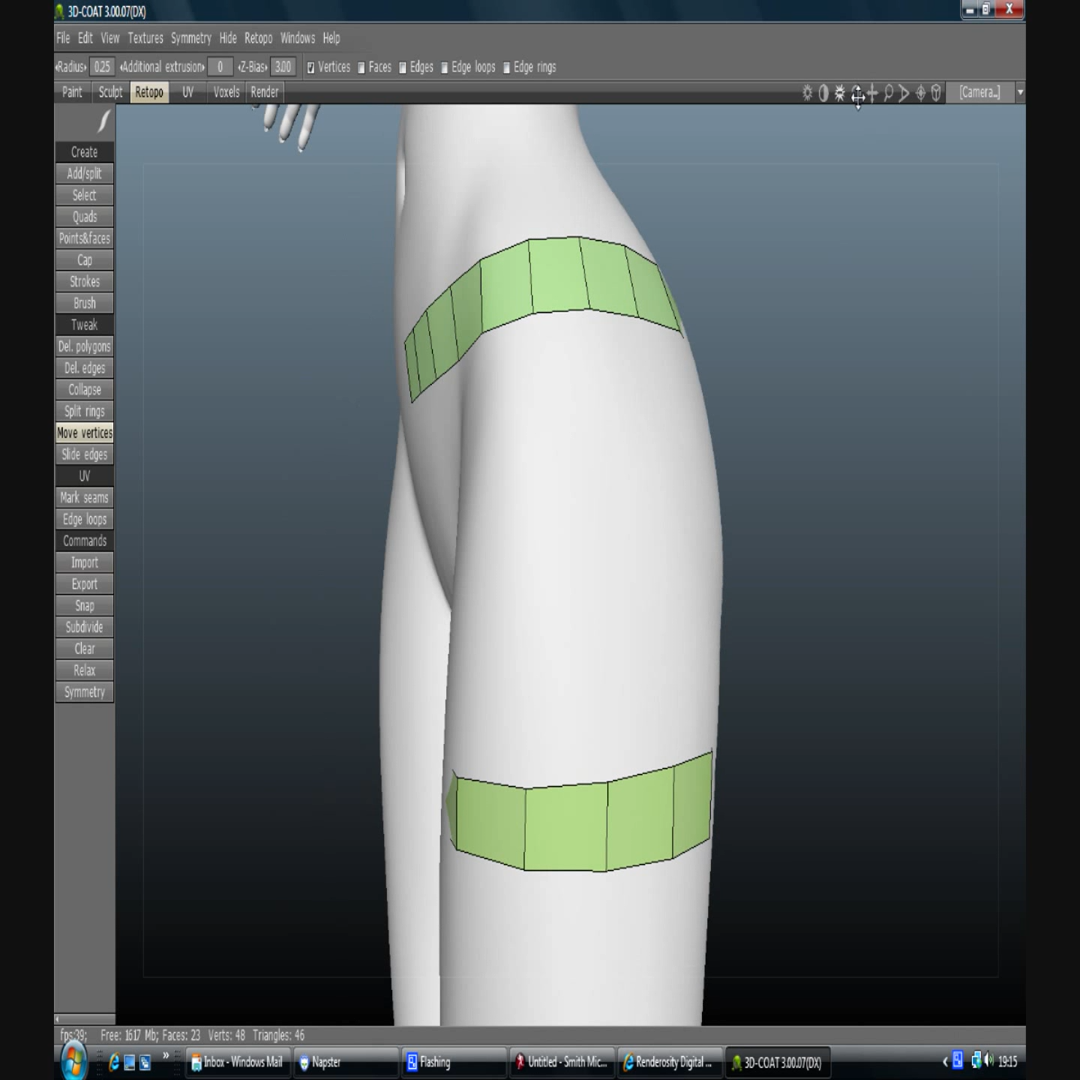 3D-COAT 3.00.07(DX)
File Edit View Textures Symmetry Hide Retopo Windows Help
Radius 0.25 Additional extrusion 0 Z-Bias 3.00 Vertices Faces Edges Edge loops Edge rings
Paint Sculpt Retopo UV Voxels Render [Camera..]
Create
Add/split
Select
Quads
Points&faces
Cap
Strokes
Brush
Tweak
Del. polygons
Del. edges
Collapse
Split rings
Move vertices
Slide edges
UV
Mark seams
Edge loops
Commands
Import
Export
Snap
Subdivide
Clear
Relax
Symmetry
fps:39; Free: 1617 Mb; Faces: 23 Verts: 48 Triangles: 46
Inbox - Windows Mail Napster Flashing Untitled - Smith Mic... Renderosity Digital ... 3D-COAT 3.00.07(DX) 19:15